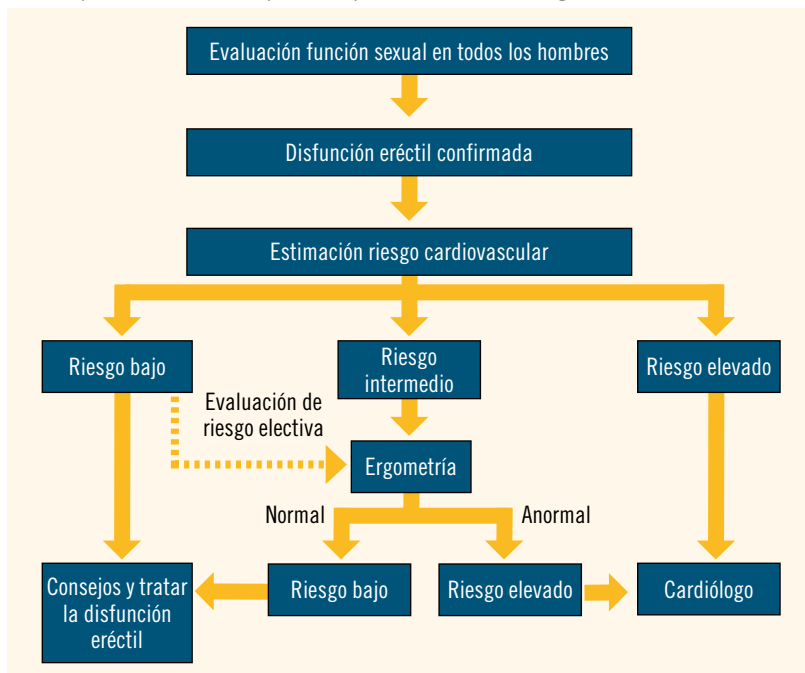 Evaluación función sexual en todos los hombres
Disfunción eréctil confirmada
Estimación riesgo cardiovascular
Riesgo bajo
Riesgo
intermedio
Riesgo elevado
Evaluación de
riesgo electiva
Ergometría
Normal
Anormal
Consejos y tratar
la disfunción
eréctil
Riesgo bajo
Riesgo elevado
Cardiólogo